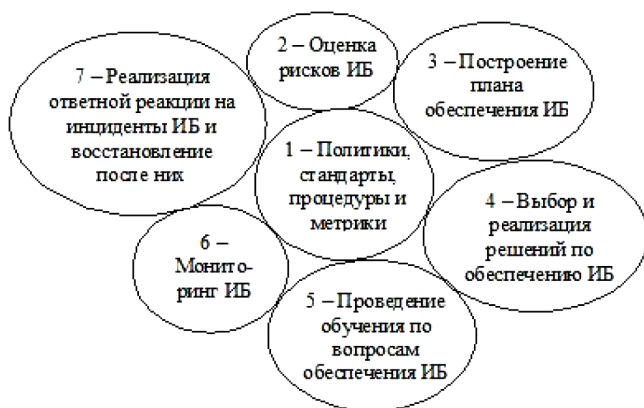 1 – Политики,
стандарты,
процедуры и
метрики
2 – Оценка
рисков ИБ
3 – Построение
плана
обеспечения ИБ
4 – Выбор и
реализация
решений по
обеспечению ИБ
5 – Проведение
обучения по
вопросам
обеспечения ИБ
6 –
Монито-
ринг ИБ
7 – Реализация
ответной реакции на
инциденты ИБ и
восстановление
после них